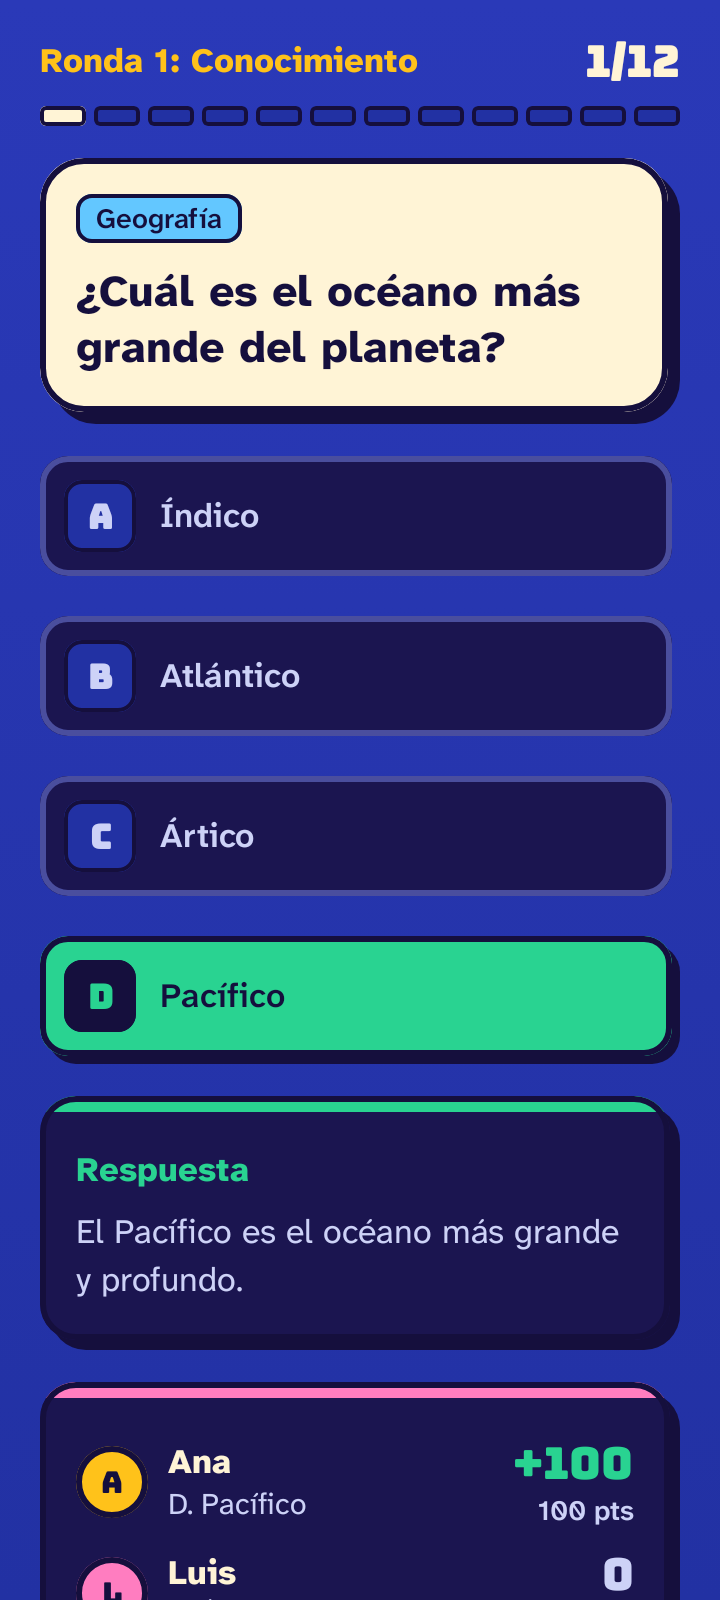 Ronda 1: Conocimiento
1/12
Geografía
¿Cuál es el océano más
grande del planeta?
A Índico
B Atlántico
C Ártico
D Pacífico
Respuesta
El Pacífico es el océano más grande
y profundo.
A Ana +100
D. Pacífico 100 pts
L Luis 0